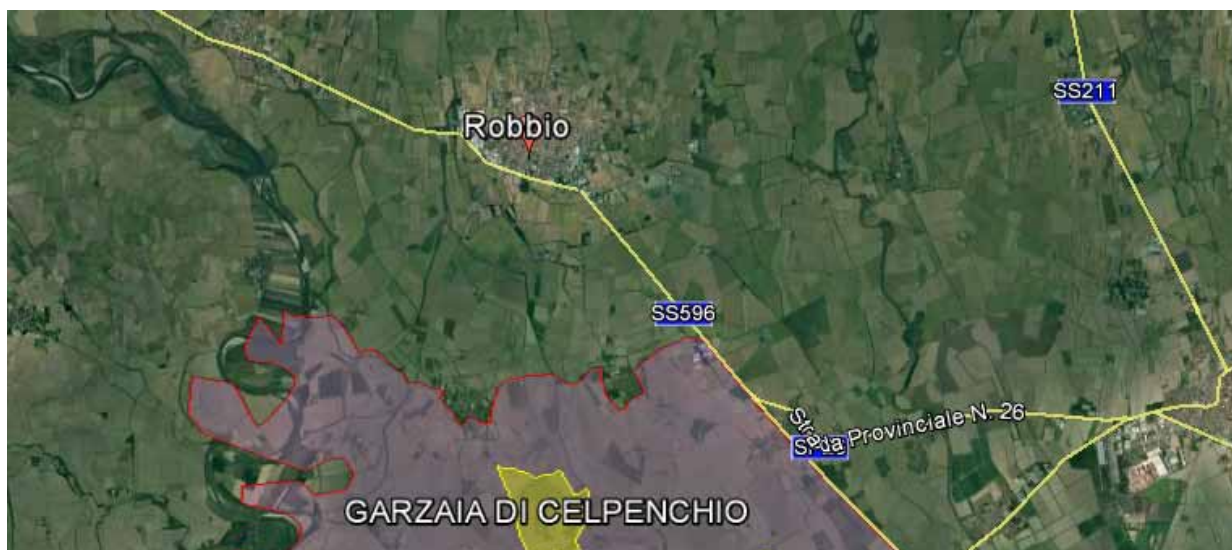 SS211
Robbio
SS596
Strada Provinciale N. 26
GARZAIA DI CELPENCHIO